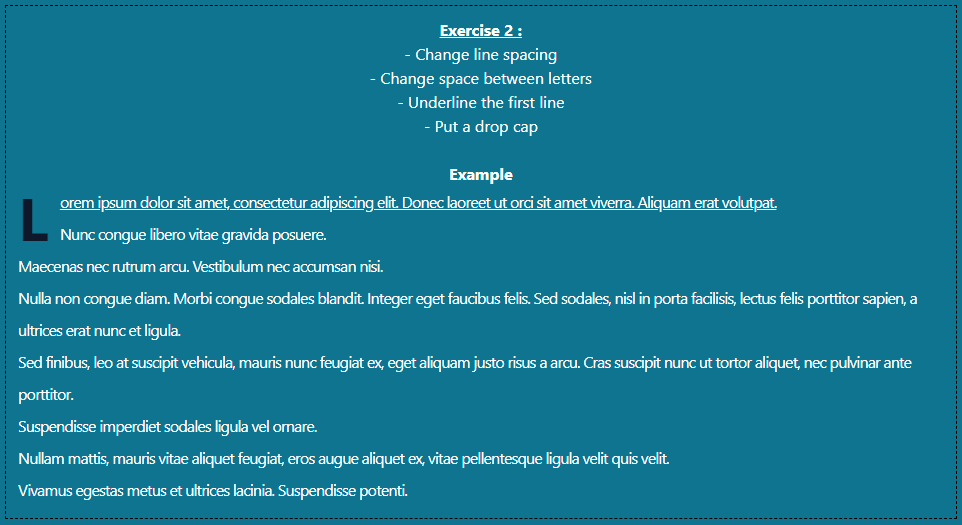 Exercise 2 :
- Change line spacing
- Change space between letters
- Underline the first line
- Put a drop cap
Example
Lorem ipsum dolor sit amet, consectetur adipiscing elit. Donec laoreet ut orci sit amet viverra. Aliquam erat volutpat.
Nunc congue libero vitae gravida posuere.
Maecenas nec rutrum arcu. Vestibulum nec accumsan nisi.
Nulla non congue diam. Morbi congue sodales blandit. Integer eget faucibus felis. Sed sodales, nisl in porta facilisis, lectus felis porttitor sapien, a
ultrices erat nunc et ligula.
Sed finibus, leo at suscipit vehicula, mauris nunc feugiat ex, eget aliquam justo risus a arcu. Cras suscipit nunc ut tortor aliquet, nec pulvinar ante
porttitor.
Suspendisse imperdiet sodales ligula vel ornare.
Nullam mattis, mauris vitae aliquet feugiat, eros augue aliquet ex, vitae pellentesque ligula velit quis velit.
Vivamus egestas metus et ultrices lacinia. Suspendisse potenti.